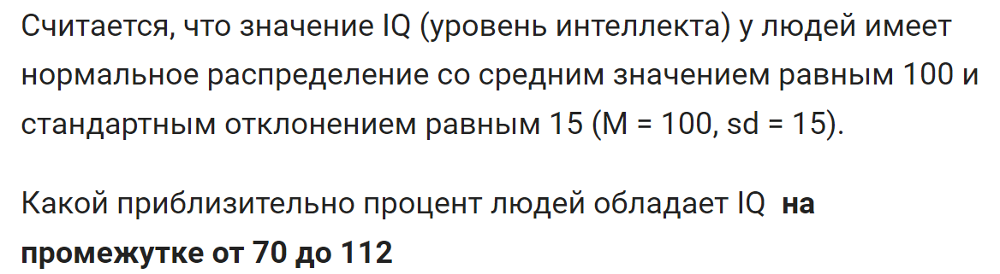 Считается, что значение IQ (уровень интеллекта) у людей имеет
нормальное распределение со средним значением равным 100 и
стандартным отклонением равным 15 (M = 100, sd = 15).
Какой приблизительно процент людей обладает IQ на
промежутке от 70 до 112